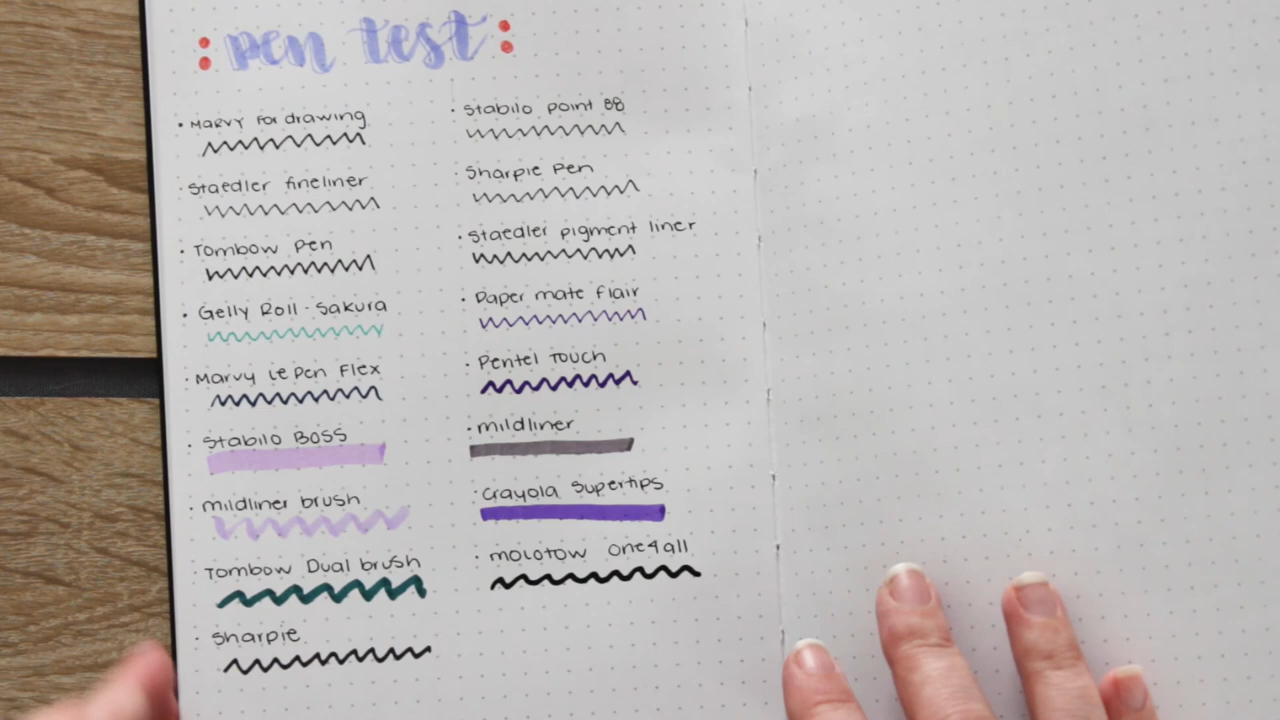 : pen test :
• Marvy For drawing
• Staedler fineliner
• Tombow Pen
• Gelly Roll - Sakura
• Marvy le Pen Flex
• Stabilo BOSS
• mildliner brush
• Tombow Dual brush
• Sharpie
• Stabilo point 88
• Sharpie Pen
• Staedler pigment liner
• Paper mate Flair
• Pentel Touch
• mildliner
• Crayola Supertips
• molotow one4all